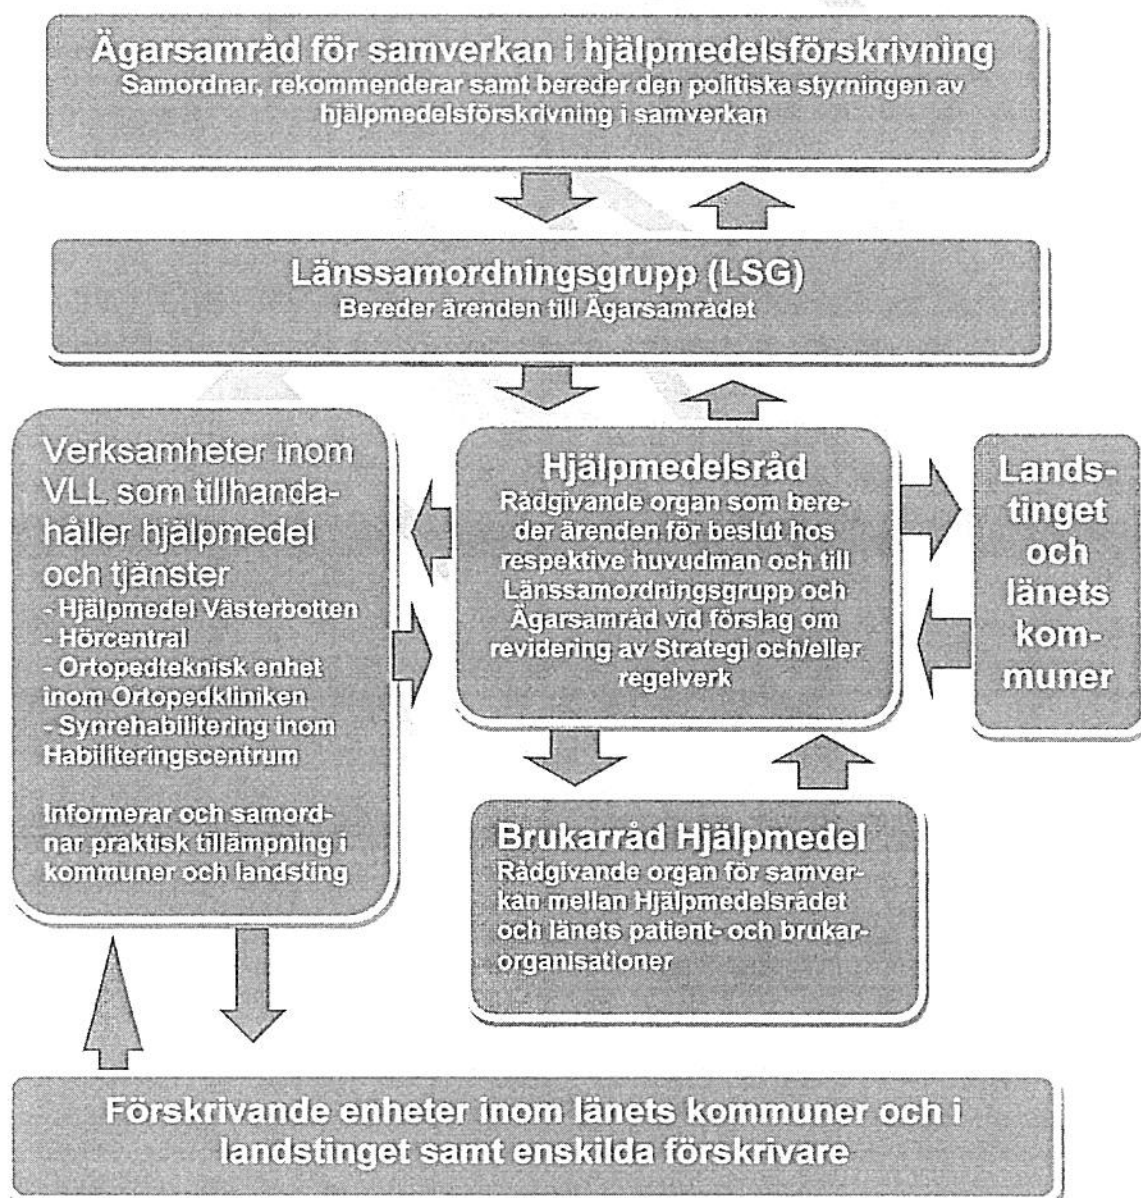 Ägarsamråd för samverkan i hjälpmedelsförskrivning
Samordnar, rekommenderar samt bereder den politiska styrningen av
hjälpmedelsförskrivning i samverkan
Länssamordningsgrupp (LSG)
Bereder ärenden till Ägarsamrådet
Verksamheter inom
VLL som tillhanda-
håller hjälpmedel
och tjänster
- Hjälpmedel Västerbotten
- Hörcentral
- Ortopedteknisk enhet
inom Ortopedkliniken
- Synrehabilitering inom
Habiliteringscentrum
Informerar och samord-
nar praktisk tillämpning i
kommuner och landsting
Hjälpmedelsråd
Rådgivande organ som bere-
der ärenden för beslut hos
respektive huvudman och till
Länssamordningsgrupp och
Ägarsamråd vid förslag om
revidering av Strategi och/eller
regelverk
Lands-
tinget
och
länets
kom-
muner
Brukarråd Hjälpmedel
Rådgivande organ för samver-
kan mellan Hjälpmedelsrådet
och länets patient- och brukar-
organisationer
Förskrivande enheter inom länets kommuner och i
landstinget samt enskilda förskrivare